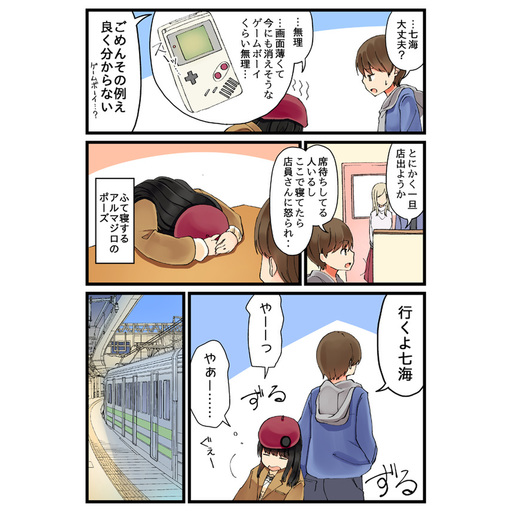 …七海
大丈夫？
…無理
…画面薄くて
今にも消えそうな
ゲームボーイ
くらい無理…
ごめんその例え
良く分からない
ゲームボーイ…？
とにかく一旦
店出ようか
席待ちしてる
人いるし
ここで寝てたら
店員さんに怒られ・
ふて寝する
アルマジロの
ポーズ
行くよ七海
やーーっ
ずる
やあー……
ぐぇー
ずる